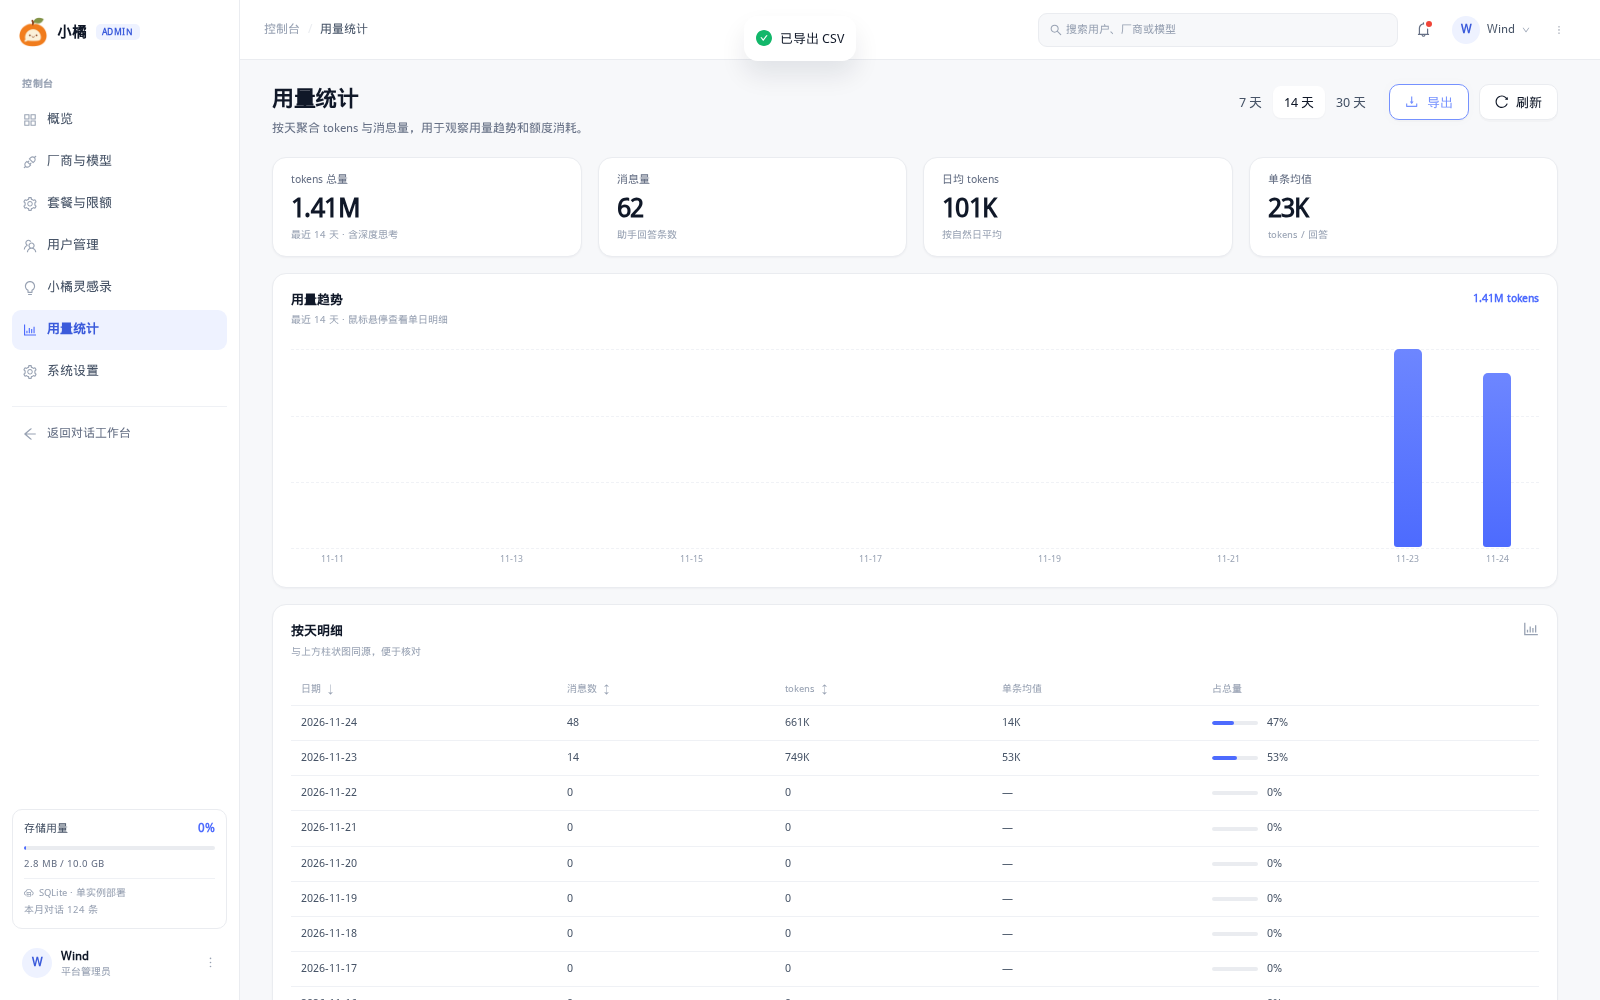 小橘 ADMIN
控制台
概览
厂商与模型
套餐与限额
用户管理
小橘灵感录
用量统计
系统设置
返回对话工作台
存储用量 0%
2.8 MB / 10.0 GB
SQLite · 单实例部署
本月对话 124 条
W Wind
平台管理员
控制台 / 用量统计
已导出 CSV
搜索用户、厂商或模型
W Wind
用量统计
按天聚合 tokens 与消息量，用于观察用量趋势和额度消耗。
7 天 14 天 30 天 导出 刷新
tokens 总量
1.41M
最近 14 天 · 含深度思考
消息量
62
助手回答条数
日均 tokens
101K
按自然日平均
单条均值
23K
tokens / 回答
用量趋势
1.41M tokens
最近 14 天 · 鼠标悬停查看单日明细
11-11 11-13 11-15 11-17 11-19 11-21 11-23 11-24
按天明细
与上方柱状图同源，便于核对
日期 消息数 tokens 单条均值 占总量
2026-11-24 48 661K 14K 47%
2026-11-23 14 749K 53K 53%
2026-11-22 0 0 — 0%
2026-11-21 0 0 — 0%
2026-11-20 0 0 — 0%
2026-11-19 0 0 — 0%
2026-11-18 0 0 — 0%
2026-11-17 0 0 — 0%